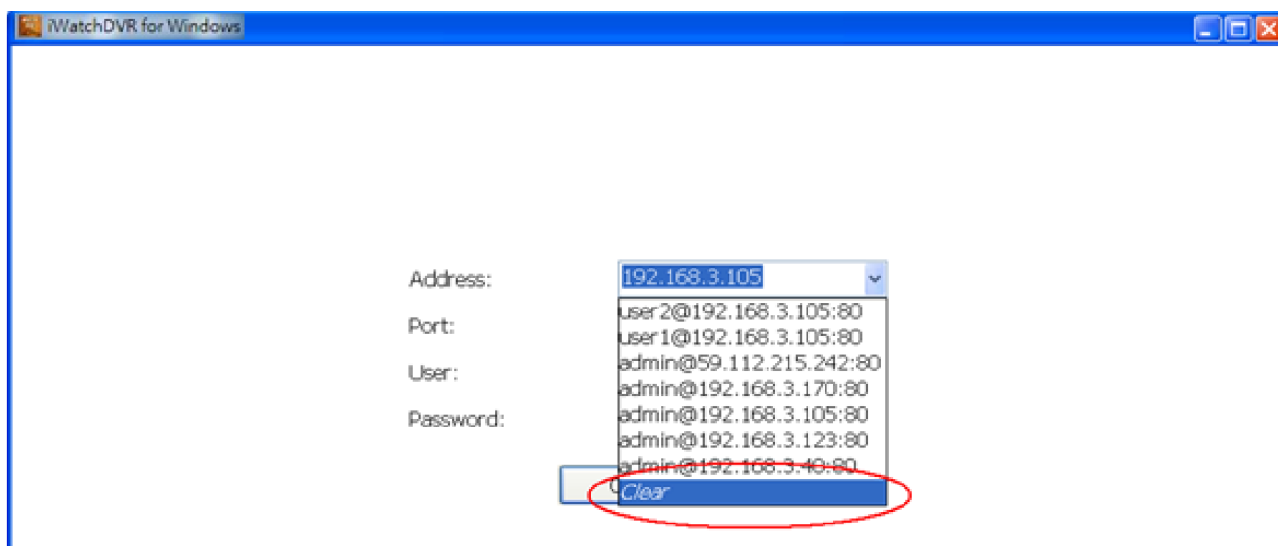 iWatchDVR for Windows
Address:
192.168.3.105
user2@192.168.3.105:80
user1@192.168.3.105:80
admin@59.112.215.242:80
admin@192.168.3.170:80
admin@192.168.3.105:80
admin@192.168.3.123:80
admin@192.168.3.40:80
Clear
Port:
User:
Password: